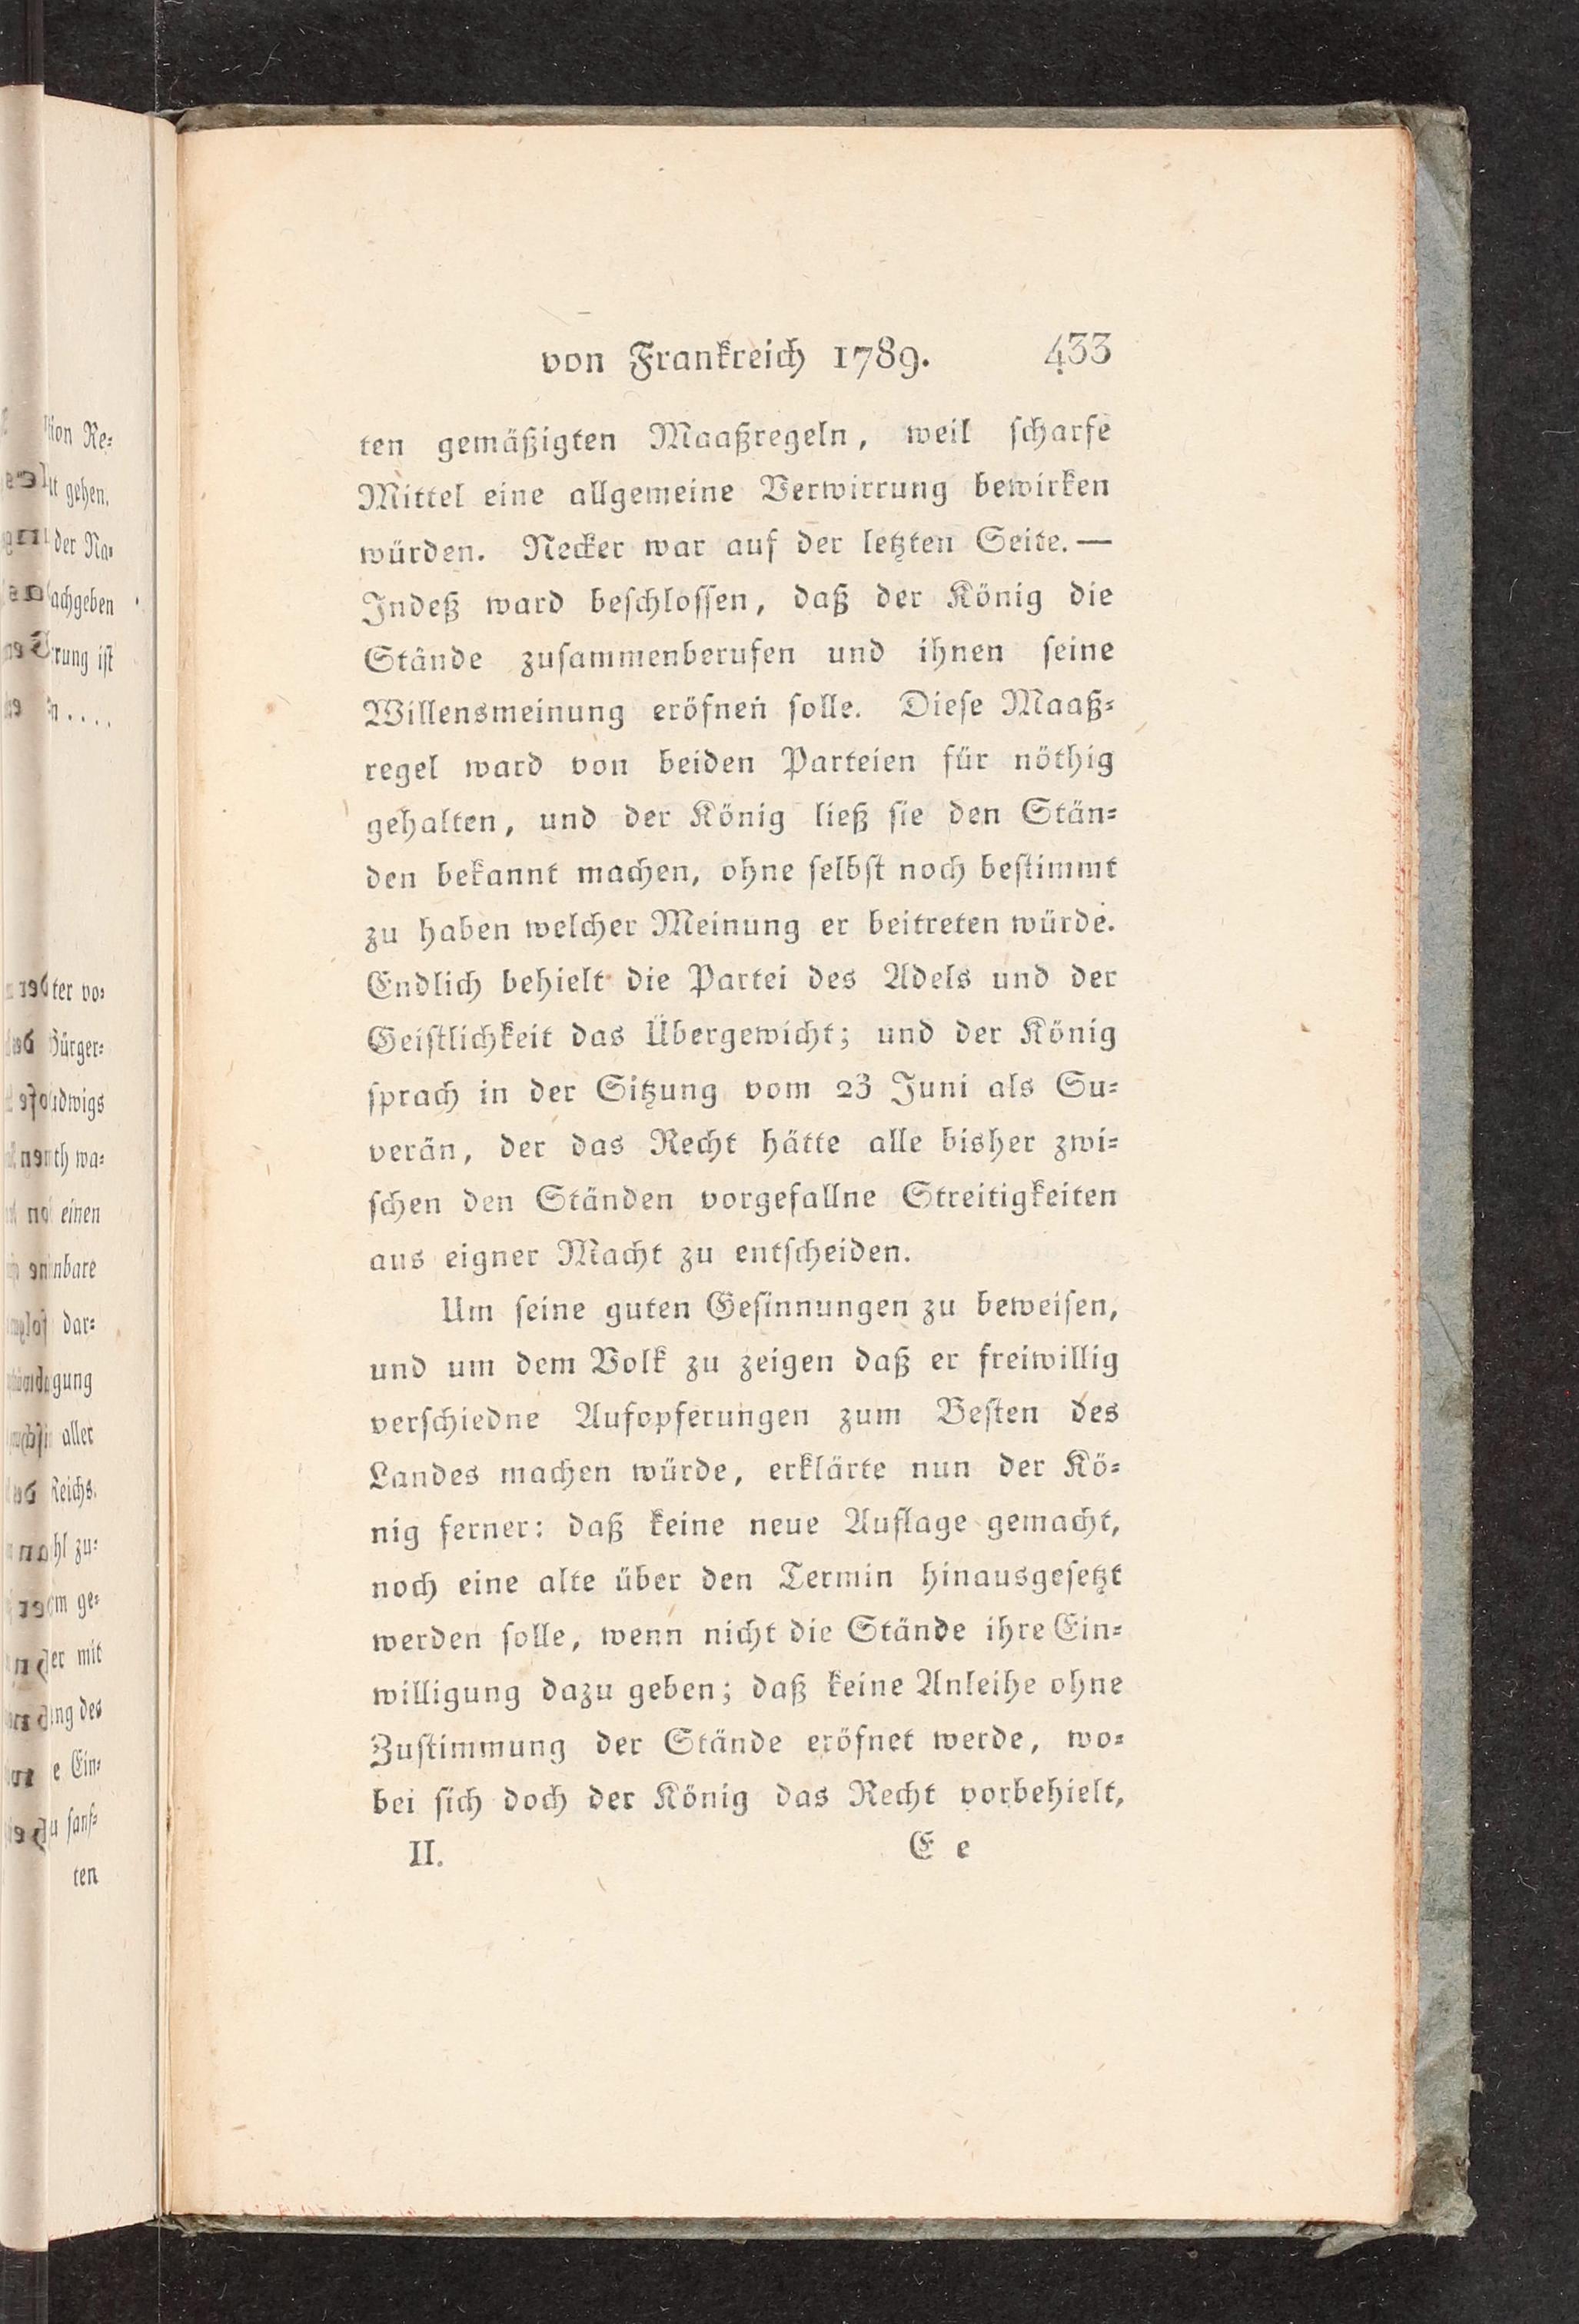 von Frankreich 1789. 433
ten gemäßigten Maaßregeln, weil ſcharfe
Mittel eine allgemeine Verwirrung bewirken
würden. Necker war auf der letzten Seite.—
Indeß ward beſchloſſen, daß der König die
Stände zuſammenberufen und ihnen ſeine
Willensmeinung eröfnen ſolle. Dieſe Maaß⸗
regel ward von beiden Parteien für nöthig
gehalten, und der König ließ ſie den Stän⸗
den bekannt machen, ohne ſelbſt noch beſtimmt
zu haben welcher Meinung er beitreten würde.
Endlich behielt die Partei des Adels und der
Geiſtlichkeit das Übergewicht; und der König
ſprach in der Sitzung vom 23 Juni als Su⸗
verän, der das Recht hätte alle bisher zwi⸗
ſchen den Ständen vorgefallne Streitigkeiten
aus eigner Macht zu entſcheiden.
Um ſeine guten Geſinnungen zu beweiſen,
und um dem Volk zu zeigen daß er freiwillig
verſchiedne Aufopferungen zum Beſten des
Landes machen würde, erklärte nun der Kö⸗
nig ferner: daß keine neue Auflage gemacht,
noch eine alte über den Termin hinausgeſetzt
werden ſolle, wenn nicht die Stände ihre Ein⸗
willigung dazu geben; daß keine Anleihe ohne
Zuſtimmung der Stände eröfnet werde, wo⸗
bei ſich doch der König das Recht vorbehielt,
II. E e